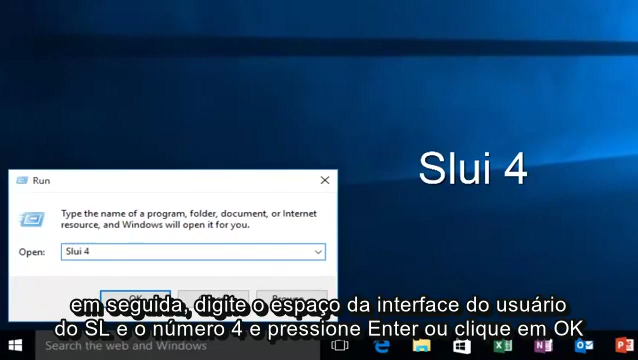 Slui 4
Run
Type the name of a program, folder, document, or Internet
resource, and Windows will open it for you.
Open: Slui 4
em seguida, digite o espaço da interface do usuário
do SL e o número 4 e pressione Enter ou clique em OK
Search the web and Windows